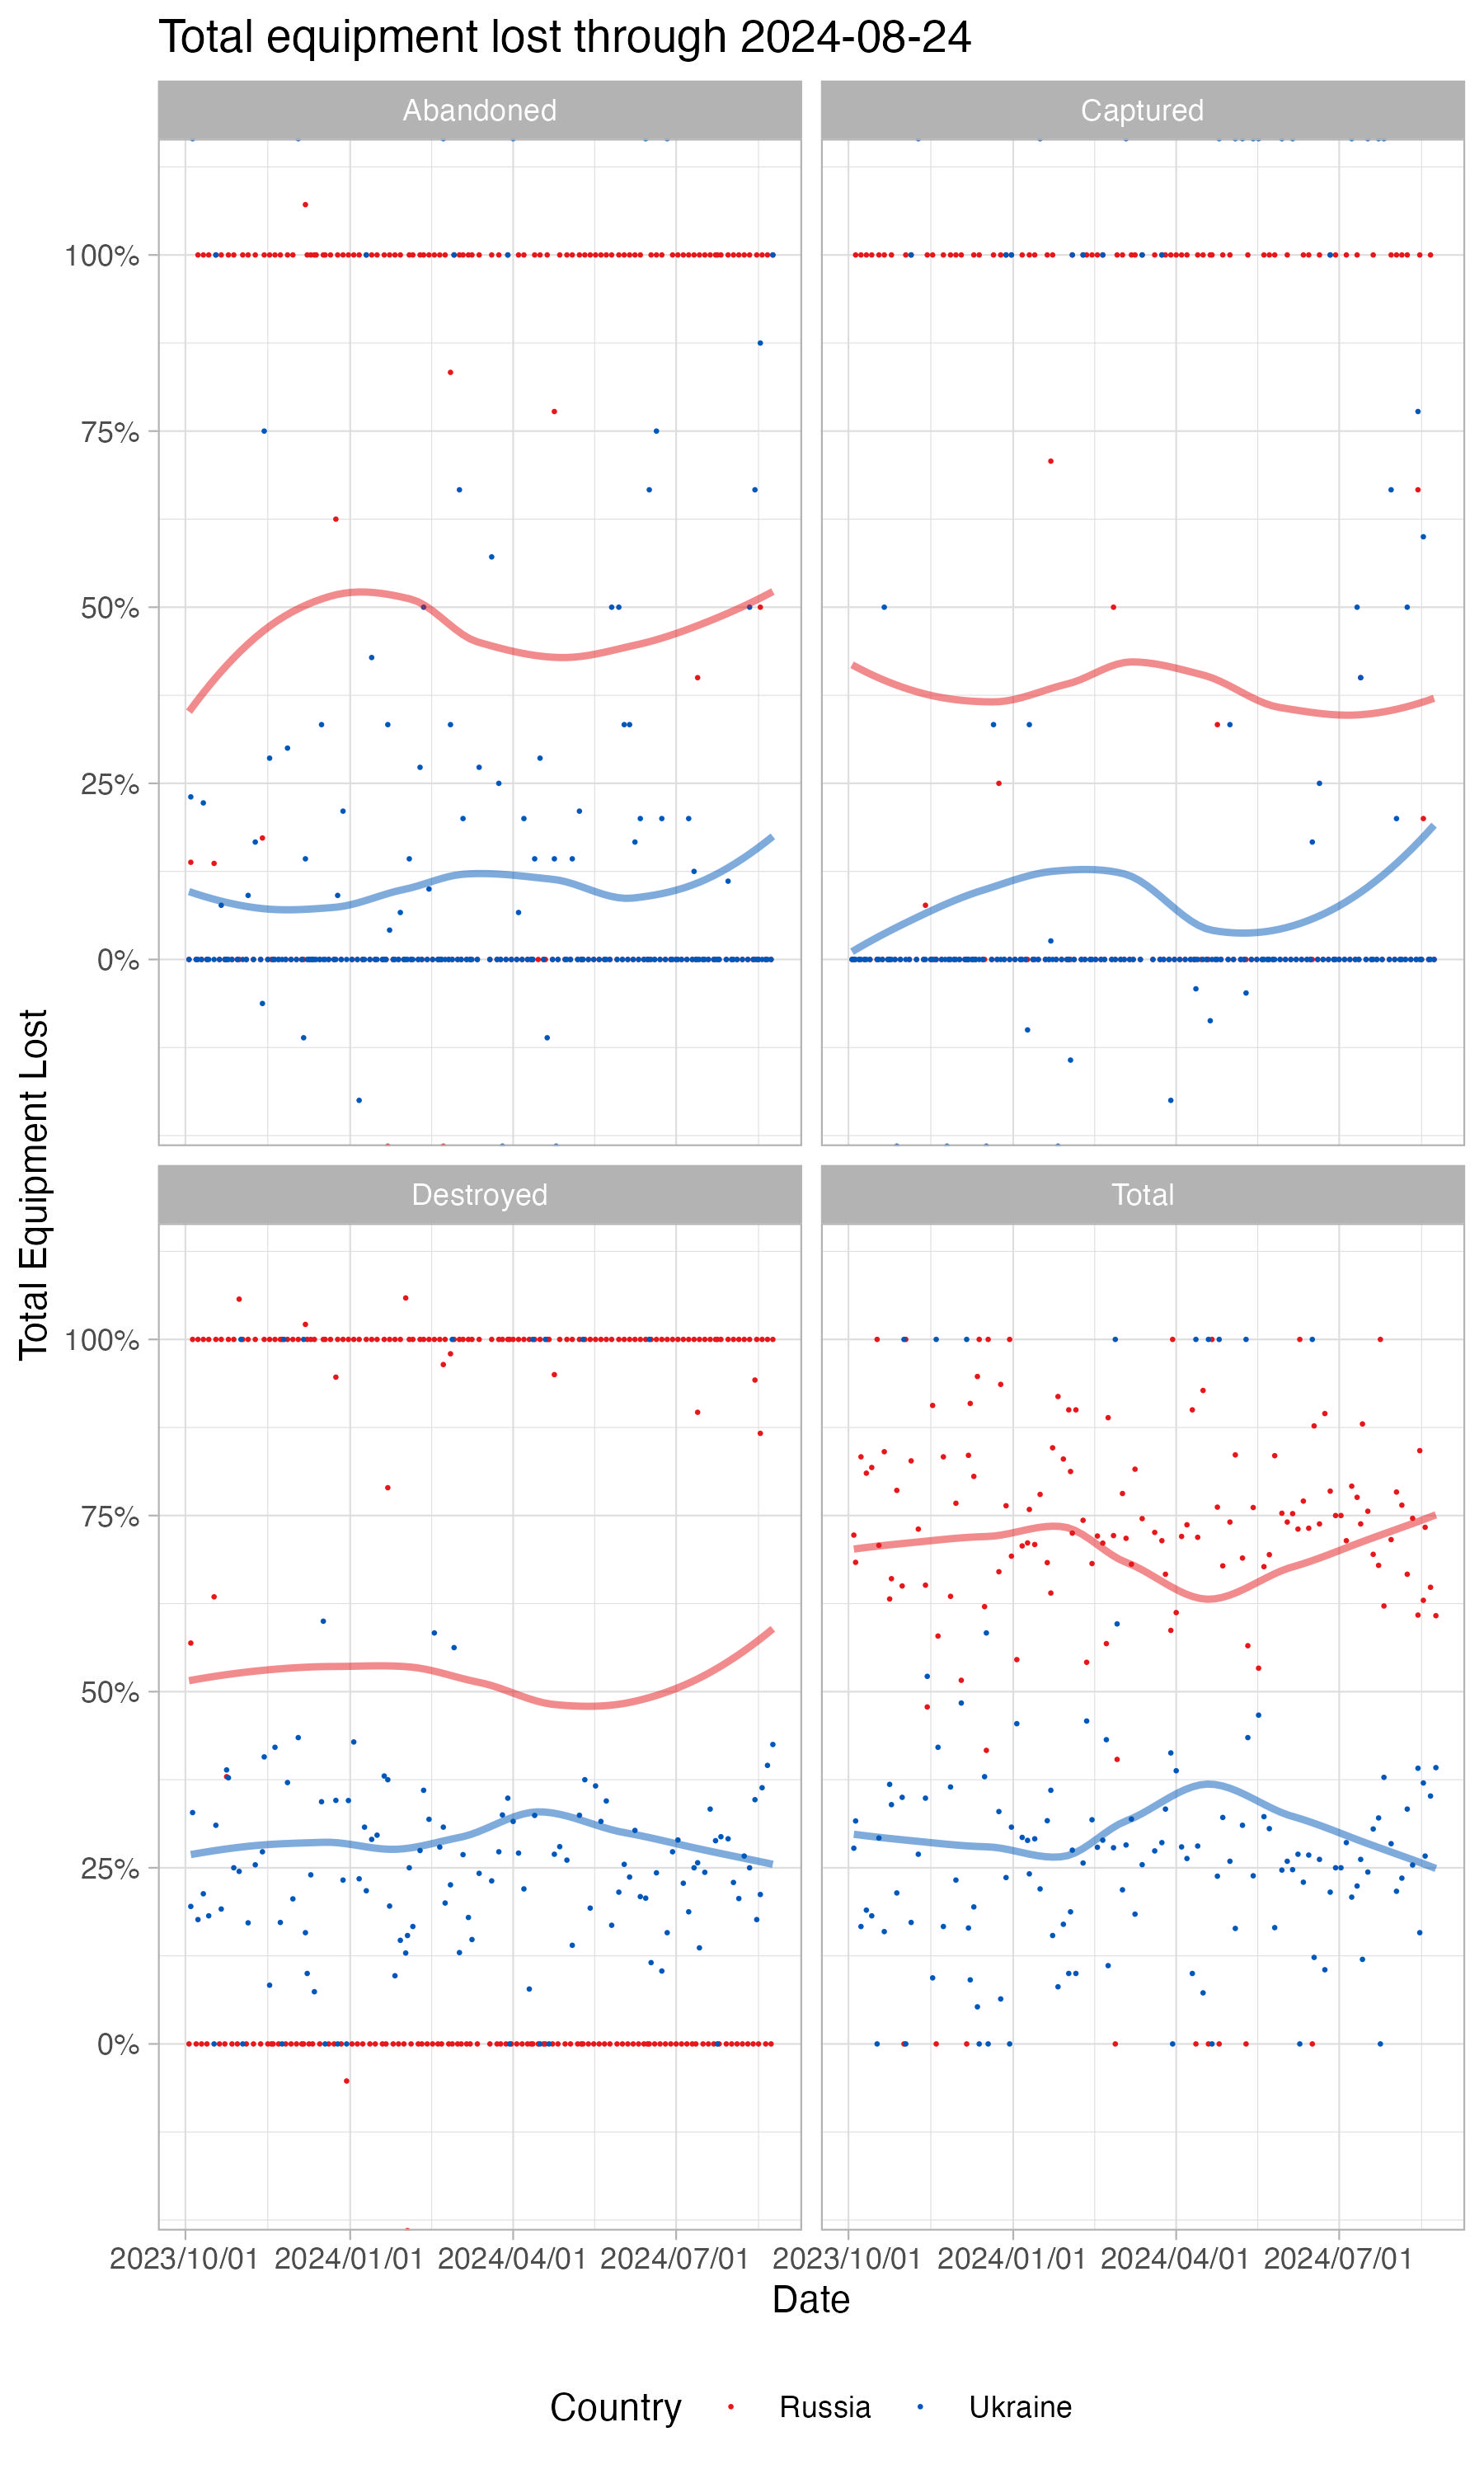 Total equipment lost through 2024-08-24
Abandoned
Captured
100%
75%
50%
25%
0%
Destroyed
Total
100%
75%
50%
25%
0%
Total Equipment Lost
2023/10/01 2024/01/01 2024/04/01 2024/07/01
2023/10/01 2024/01/01 2024/04/01 2024/07/01
Date
Country Russia Ukraine